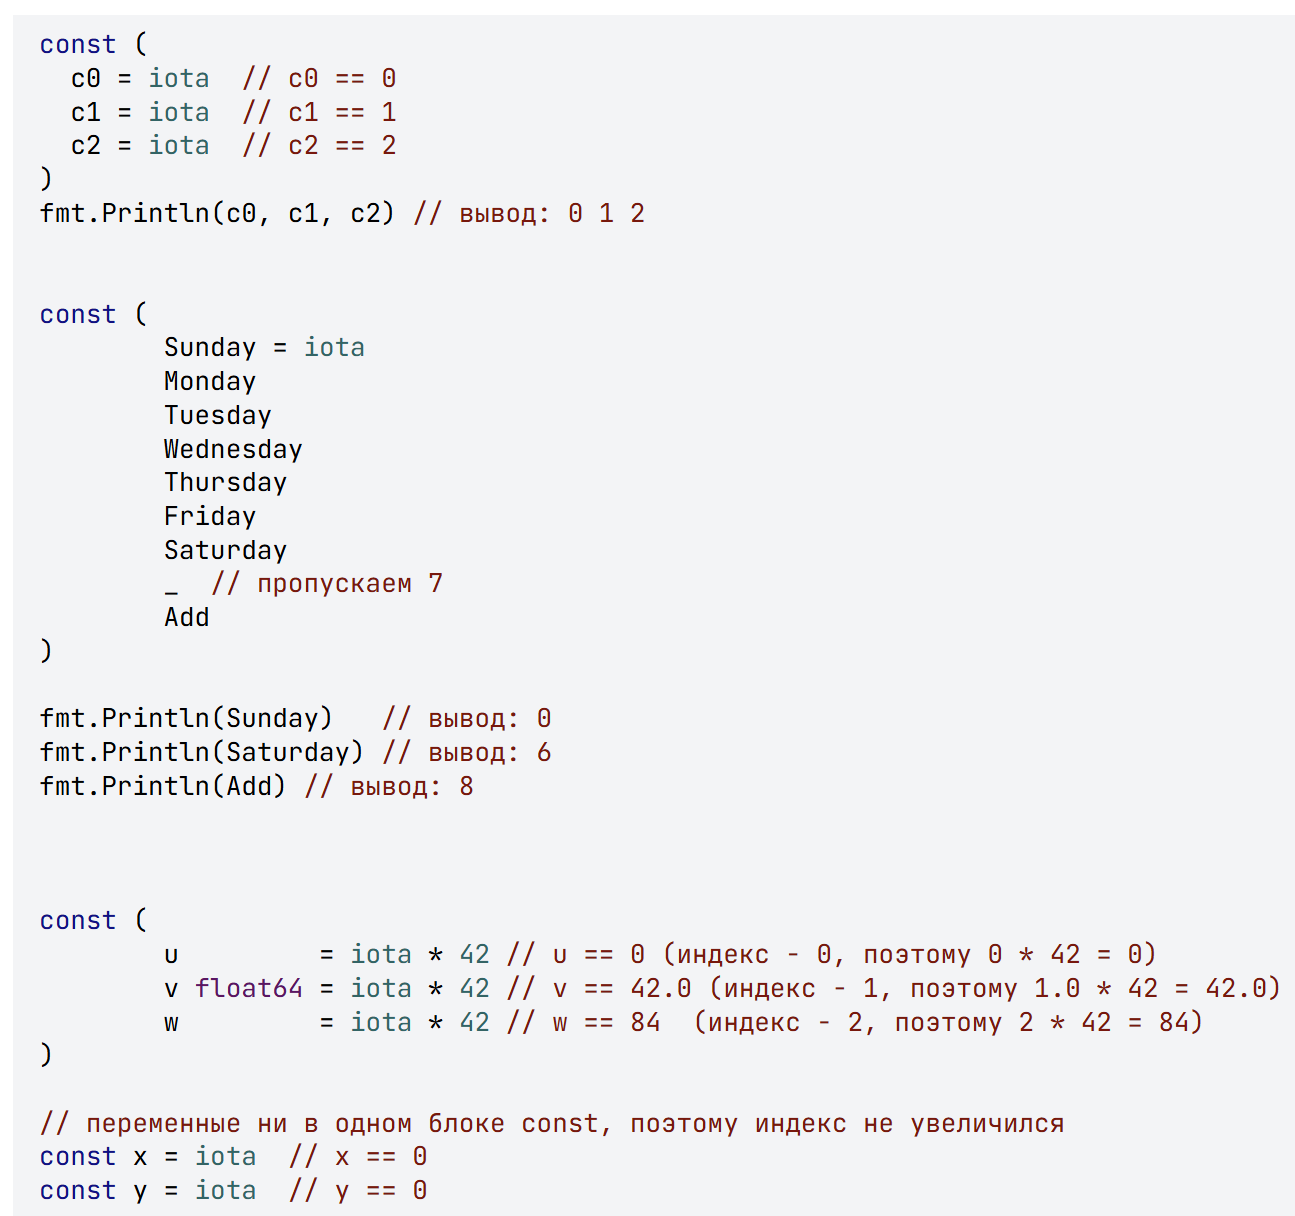 const (
  c0 = iota  // c0 == 0
  c1 = iota  // c1 == 1
  c2 = iota  // c2 == 2
)
fmt.Println(c0, c1, c2) // вывод: 0 1 2
const (
        Sunday = iota
        Monday
        Tuesday
        Wednesday
        Thursday
        Friday
        Saturday
        _  // пропускаем 7
        Add
)
fmt.Println(Sunday)   // вывод: 0
fmt.Println(Saturday) // вывод: 6
fmt.Println(Add) // вывод: 8
const (
        u         = iota * 42 // u == 0 (индекс - 0, поэтому 0 * 42 = 0)
        v float64 = iota * 42 // v == 42.0 (индекс - 1, поэтому 1.0 * 42 = 42.0)
        w         = iota * 42 // w == 84  (индекс - 2, поэтому 2 * 42 = 84)
)
// переменные ни в одном блоке const, поэтому индекс не увеличился
const x = iota  // x == 0
const y = iota  // y == 0